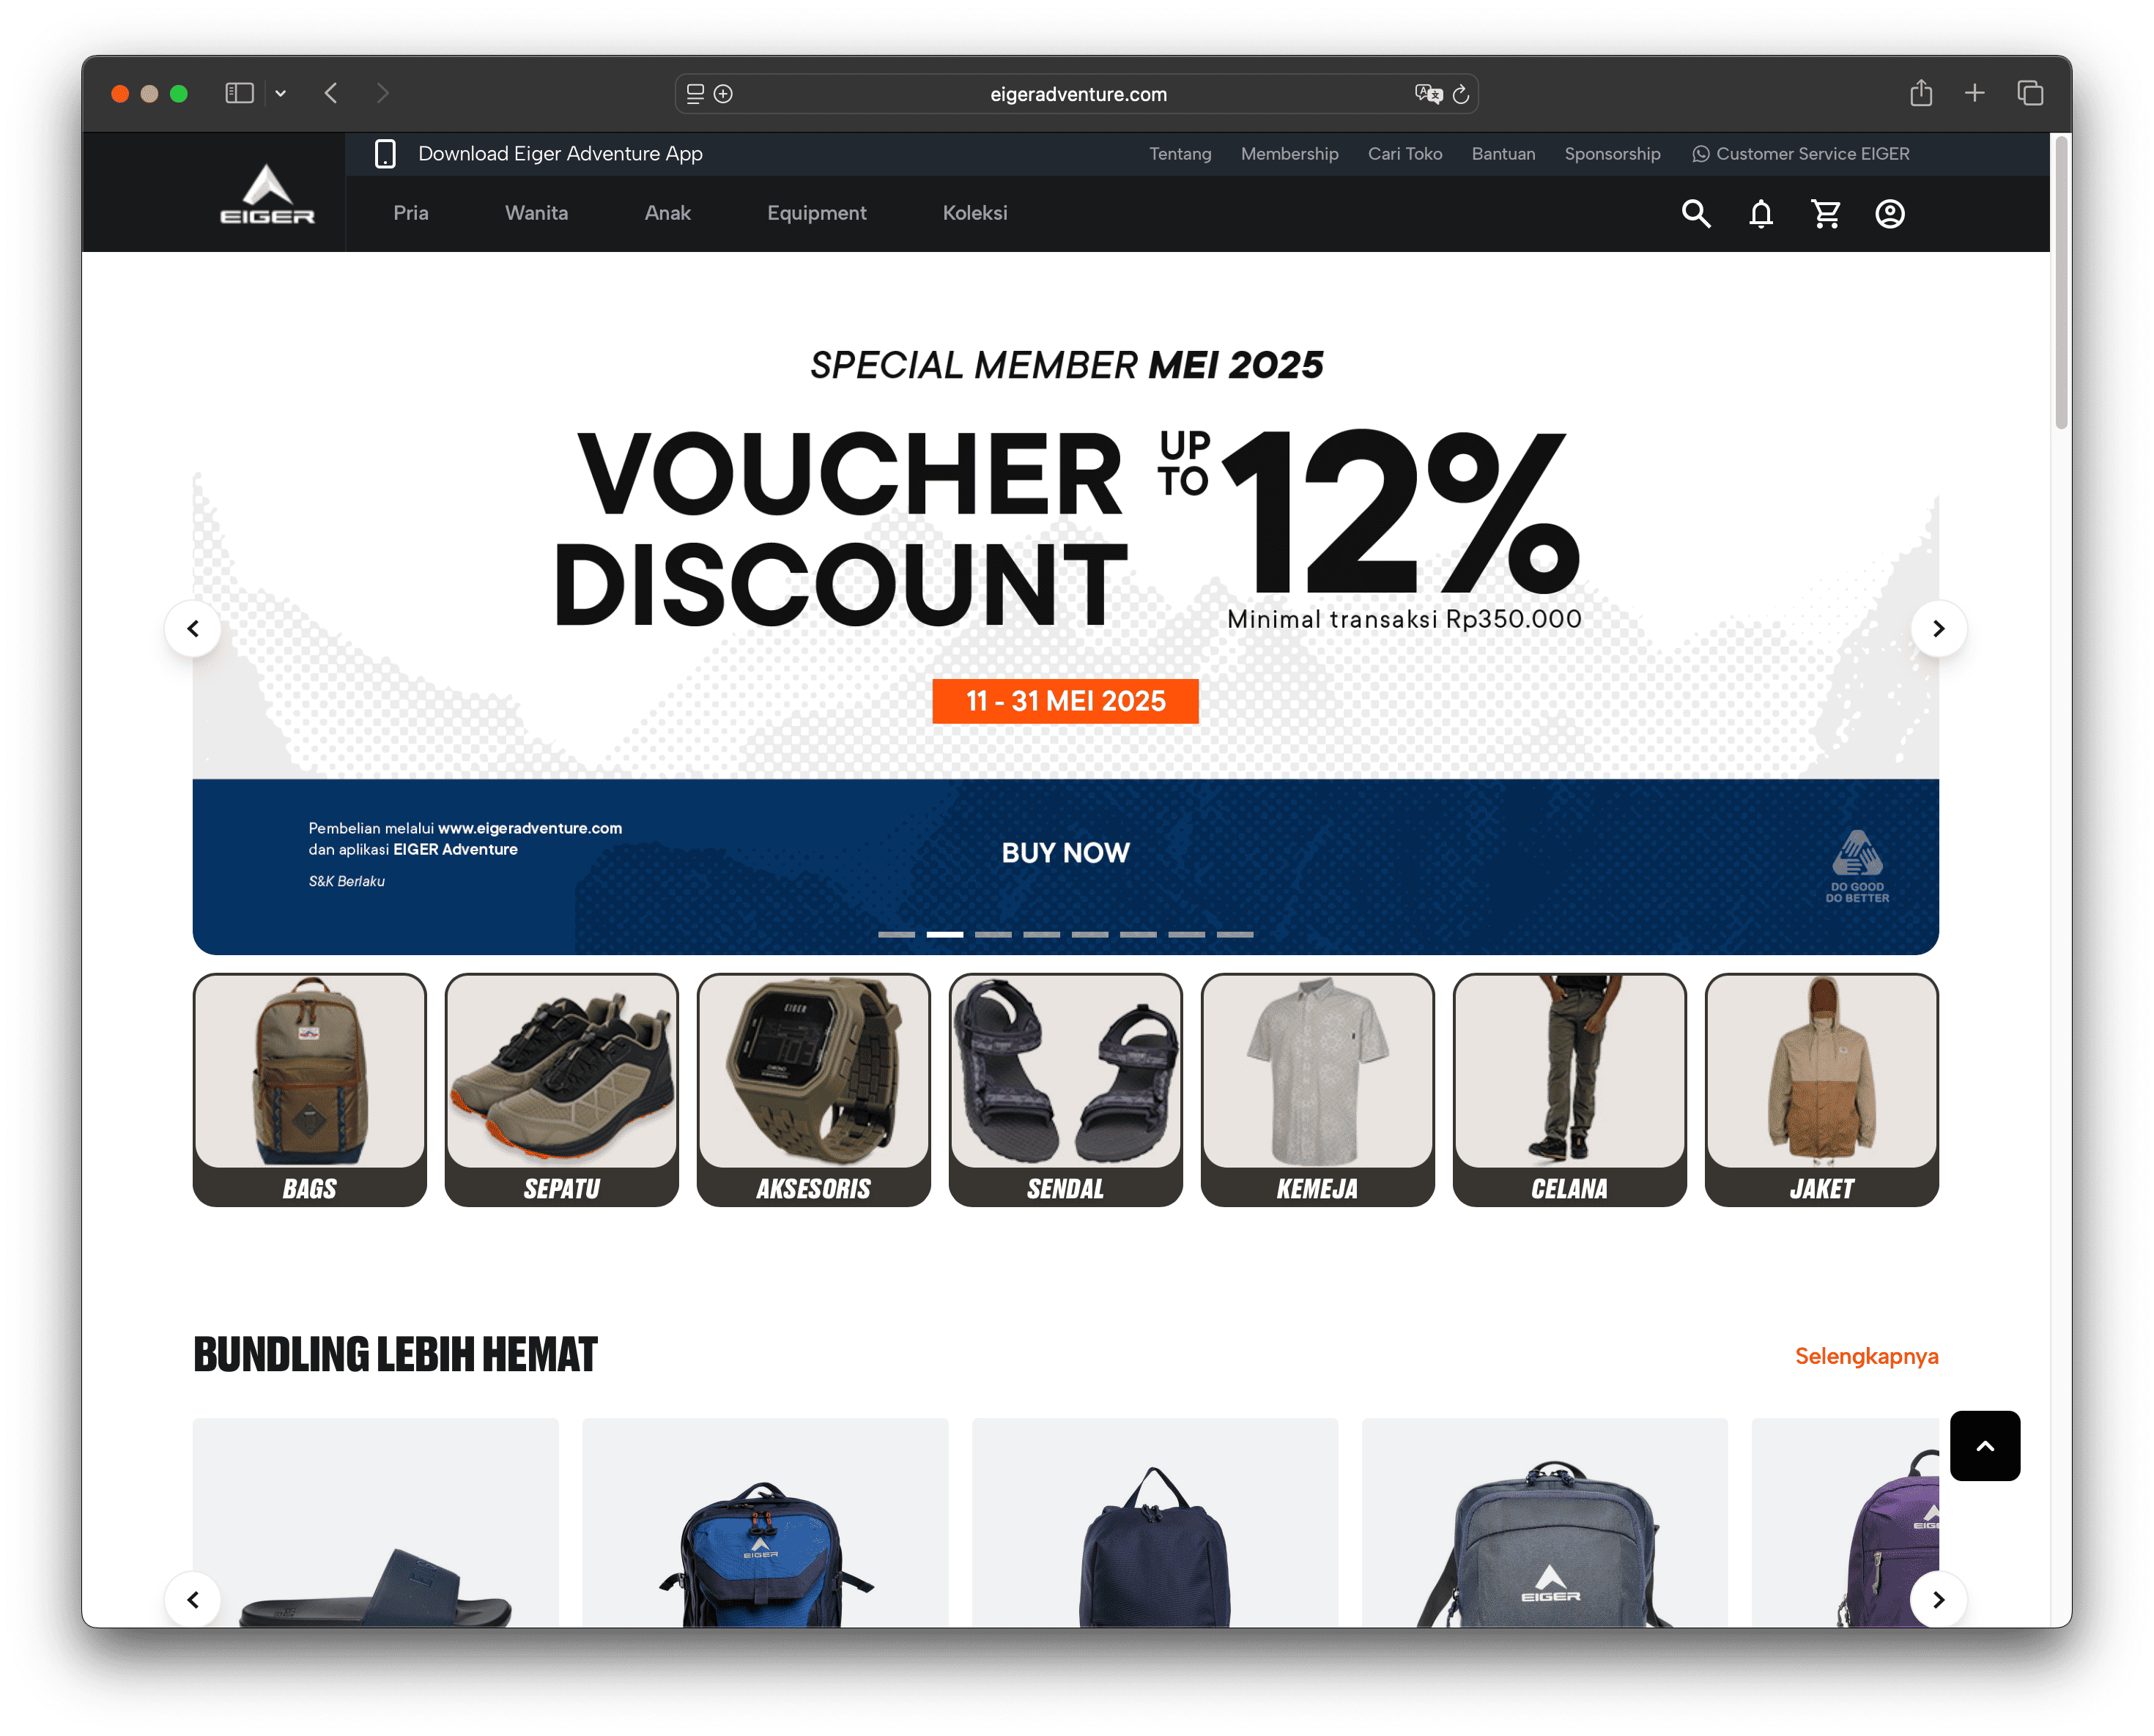 eigeradventure.com
Download Eiger Adventure App
Tentang Membership Cari Toko Bantuan Sponsorship Customer Service EIGER
EIGER
Pria Wanita Anak Equipment Koleksi
SPECIAL MEMBER MEI 2025
VOUCHER DISCOUNT
UP TO 12%
Minimal transaksi Rp350.000
11 - 31 MEI 2025
Pembelian melalui www.eigeradventure.com
dan aplikasi EIGER Adventure
S&K Berlaku
BUY NOW
DO GOOD
DO BETTER
EIGER
BAGS SEPATU AKSESORIS SENDAL KEMEJA CELANA JAKET
BUNDLING LEBIH HEMAT
Selengkapnya
EIGER
EIGER